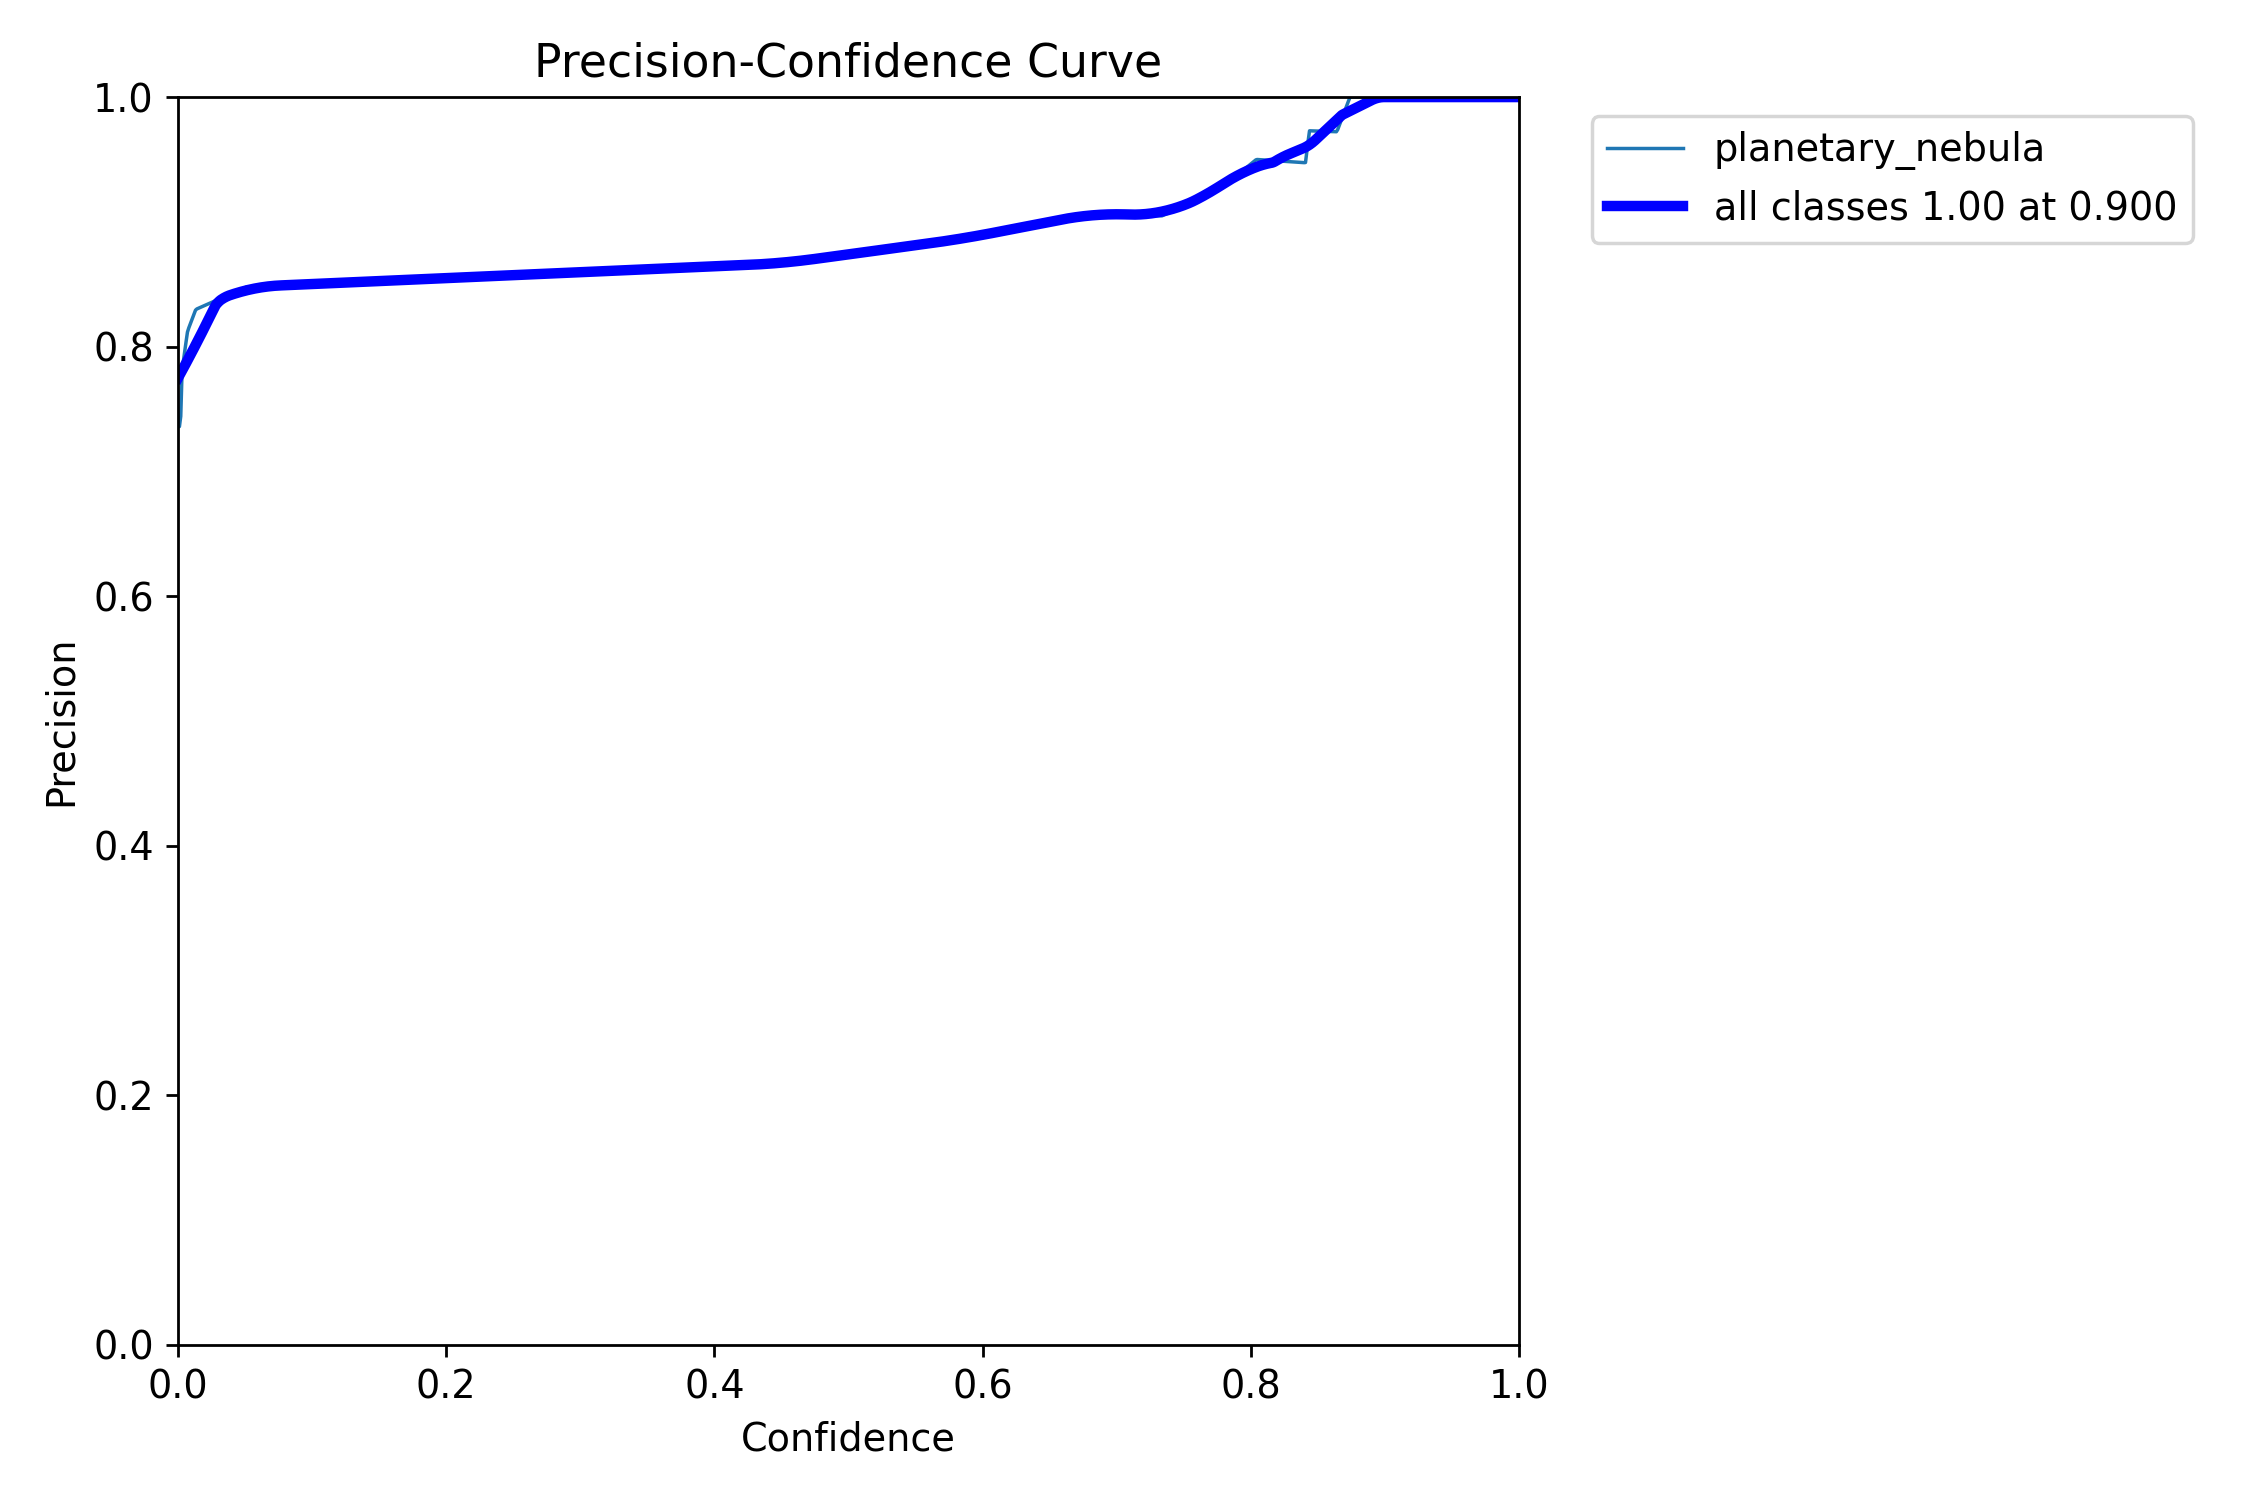 Precision-Confidence Curve
1.0
0.8
0.6
0.4
0.2
0.0
Precision
0.0 0.2 0.4 0.6 0.8 1.0
Confidence
planetary_nebula
all classes 1.00 at 0.900